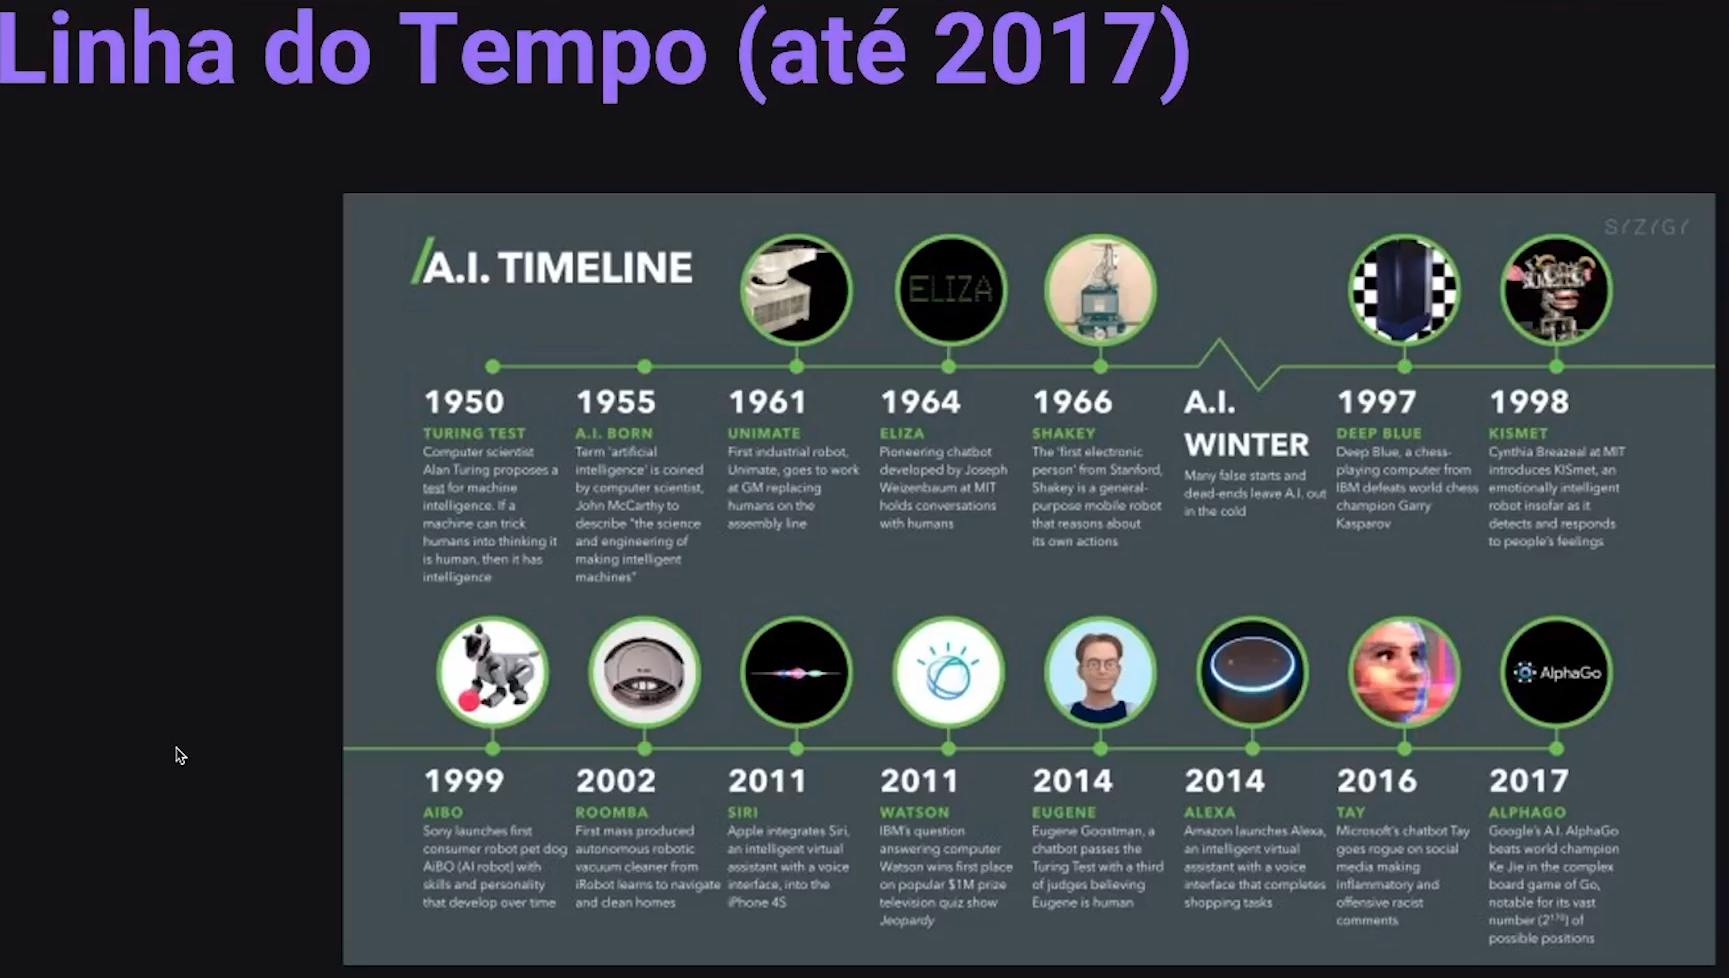 Linha do Tempo (até 2017)
SYZYGY
/A.I. TIMELINE
ELIZA
1950
TURING TEST
Computer scientist
Alan Turing proposes a
test for machine
intelligence. If a
machine can trick
humans into thinking it
is human, then it has
intelligence
1955
A.I. BORN
Term 'artificial
intelligence' is coined
by computer scientist,
John McCarthy to
describe "the science
and engineering of
making intelligent
machines"
1961
UNIMATE
First industrial robot,
Unimate, goes to work
at GM replacing
humans on the
assembly line
1964
ELIZA
Pioneering chatbot
developed by Joseph
Weizenbaum at MIT
holds conversations
with humans
1966
SHAKEY
The 'first electronic
person' from Stanford,
Shakey is a general-
purpose mobile robot
that reasons about
its own actions
A.I.
WINTER
Many false starts and
dead-ends leave A.I. out
in the cold
1997
DEEP BLUE
Deep Blue, a chess-
playing computer from
IBM defeats world chess
champion Garry
Kasparov
1998
KISMET
Cynthia Breazeal at MIT
introduces KISmet, an
emotionally intelligent
robot insofar as it
detects and responds
to people's feelings
AlphaGo
1999
AIBO
Sony launches first
consumer robot pet dog
AiBO (AI robot) with
skills and personality
that develop over time
2002
ROOMBA
First mass produced
autonomous robotic
vacuum cleaner from
iRobot learns to navigate
and clean homes
2011
SIRI
Apple integrates Siri,
an intelligent virtual
assistant with a voice
interface, into the
iPhone 4S
2011
WATSON
IBM's question
answering computer
Watson wins first place
on popular $1M prize
television quiz show
Jeopardy
2014
EUGENE
Eugene Goostman, a
chatbot passes the
Turing Test with a third
of judges believing
Eugene is human
2014
ALEXA
Amazon launches Alexa,
an intelligent virtual
assistant with a voice
interface that completes
shopping tasks
2016
TAY
Microsoft's chatbot Tay
goes rogue on social
media making
inflammatory and
offensive racist
comments
2017
ALPHAGO
Google's A.I. AlphaGo
beats world champion
Ke Jie in the complex
board game of Go,
notable for its vast
number (2¹⁷⁰) of
possible positions